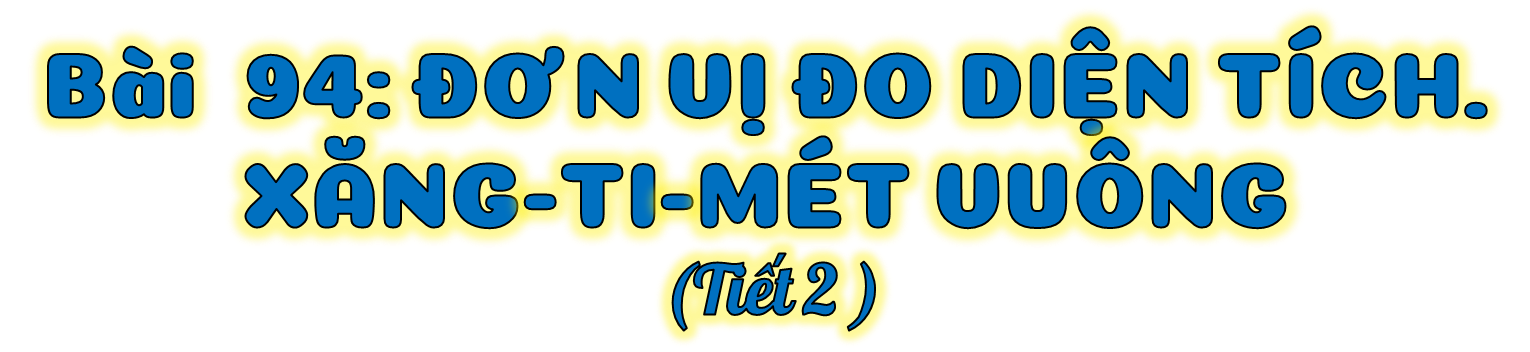 Bài 94: ĐƠN VỊ ĐO DIỆN TÍCH.
XĂNG-TI-MÉT VUÔNG
(Tiết 2 )